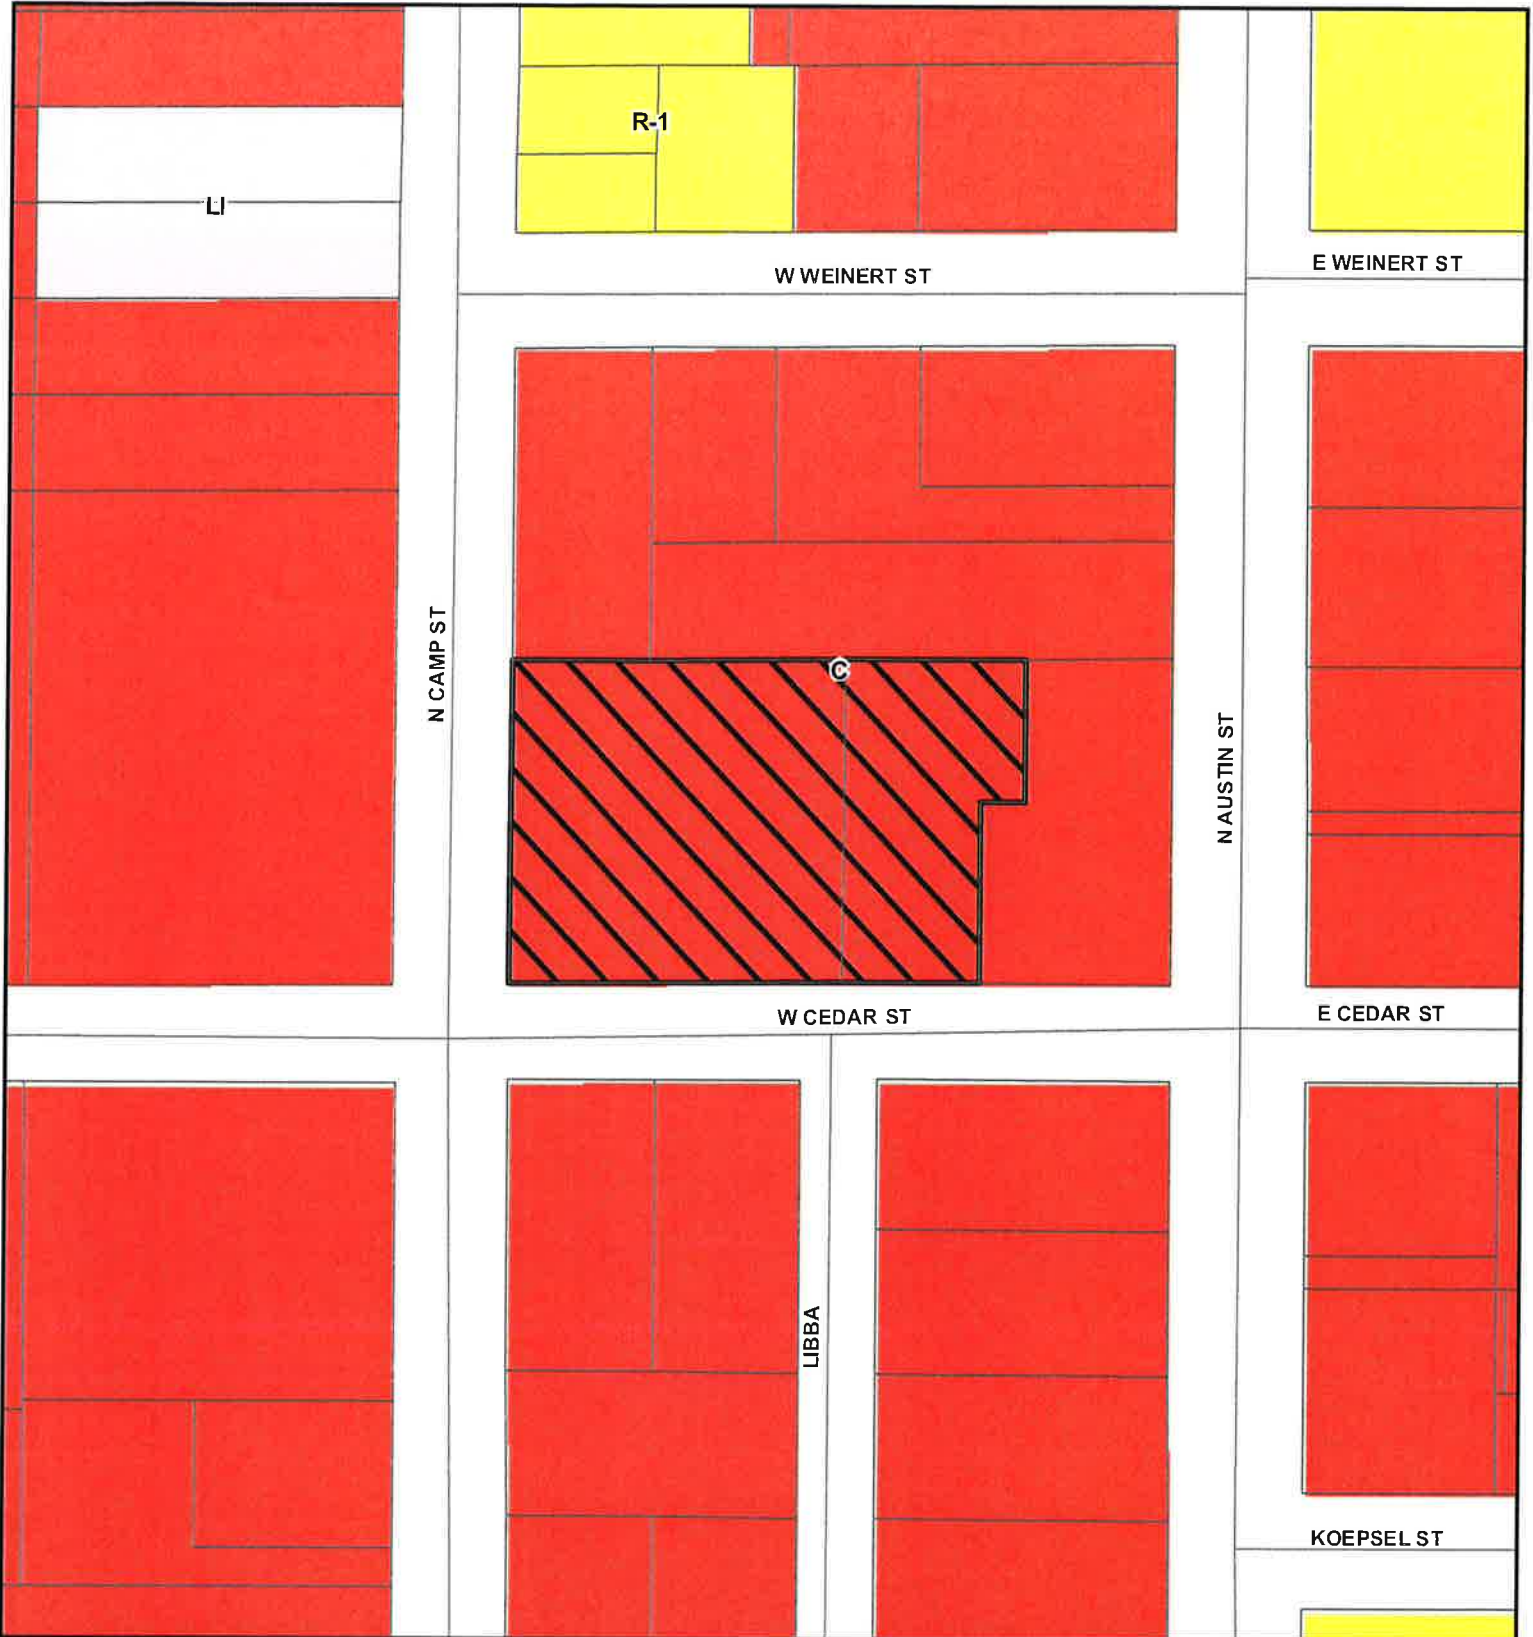 R-1
LI
W WEINERT ST
E WEINERT ST
N CAMP ST
C
N AUSTIN ST
W CEDAR ST
E CEDAR ST
LIBBA
KOEPSEL ST